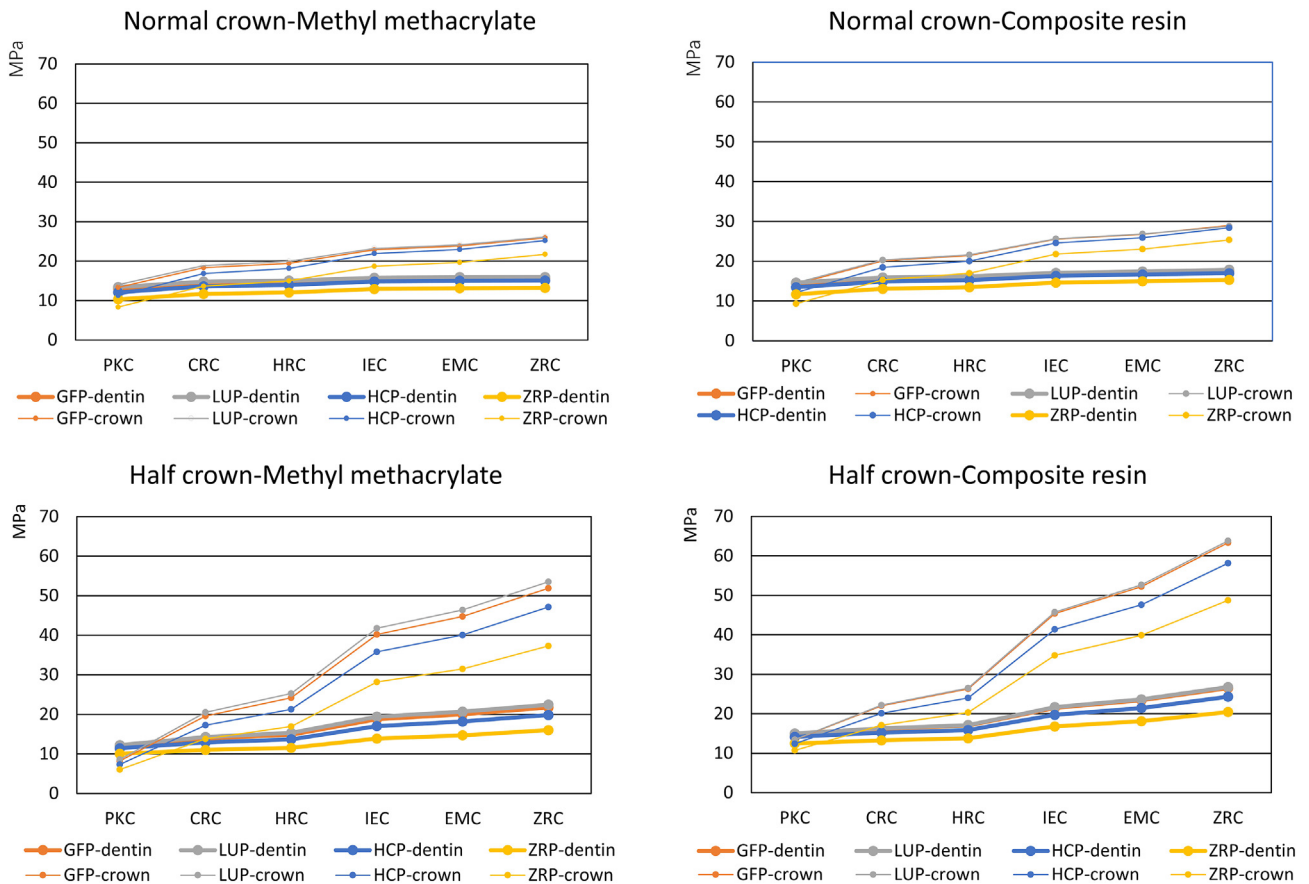 Normal crown-Methyl methacrylate
MPa
70
60
50
40
30
20
10
0
PKC CRC HRC IEC EMC ZRC
GFP-dentin LUP-dentin HCP-dentin ZRP-dentin
GFP-crown LUP-crown HCP-crown ZRP-crown
Normal crown-Composite resin
MPa
70
60
50
40
30
20
10
0
PKC CRC HRC IEC EMC ZRC
GFP-dentin GFP-crown LUP-dentin LUP-crown
HCP-dentin HCP-crown ZRP-dentin ZRP-crown
Half crown-Methyl methacrylate
MPa
70
60
50
40
30
20
10
0
PKC CRC HRC IEC EMC ZRC
GFP-dentin LUP-dentin HCP-dentin ZRP-dentin
GFP-crown LUP-crown HCP-crown ZRP-crown
Half crown-Composite resin
MPa
70
60
50
40
30
20
10
0
PKC CRC HRC IEC EMC ZRC
GFP-dentin LUP-dentin HCP-dentin ZRP-dentin
GFP-crown LUP-crown HCP-crown ZRP-crown